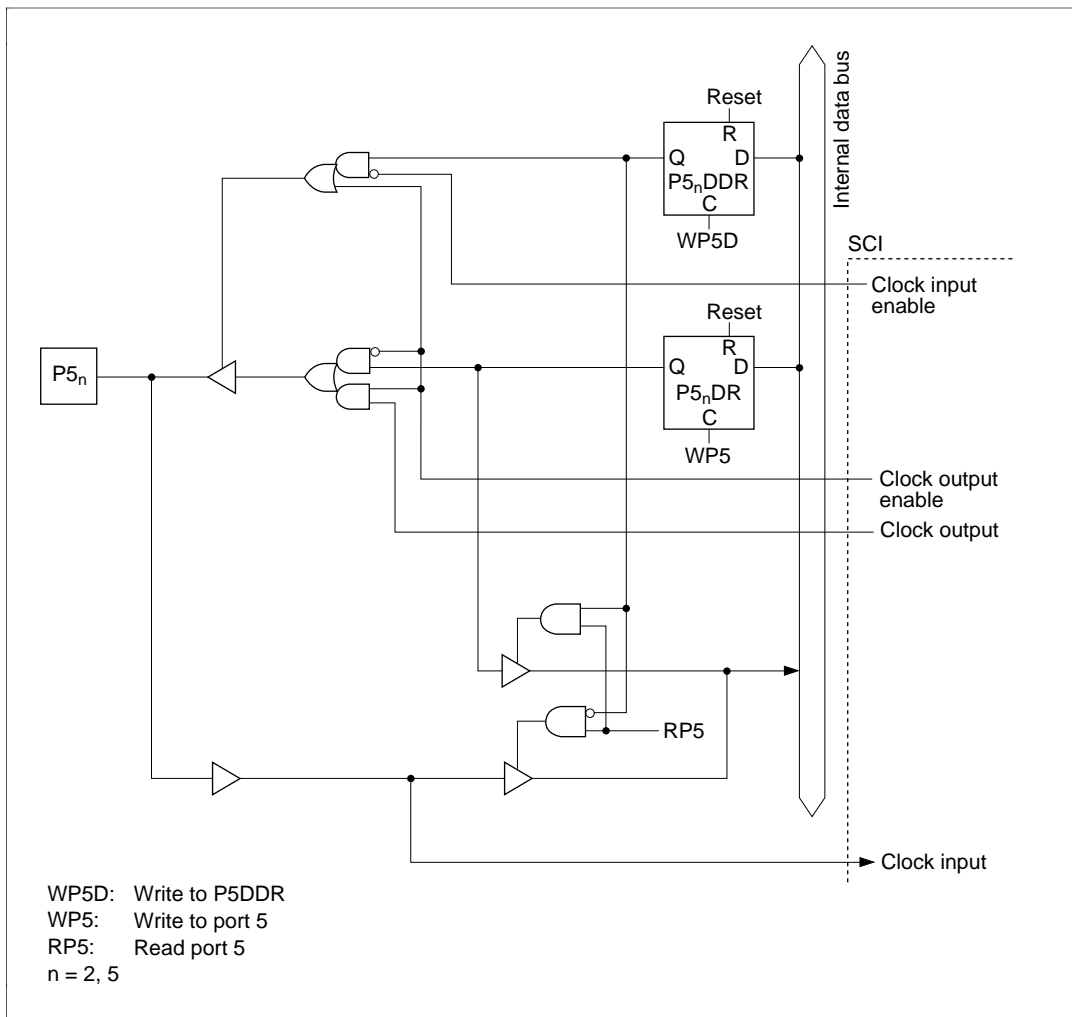 Reset
R
Q D
P5nDDR
C
WP5D
Internal data bus
SCI
Clock input
enable
Reset
R
Q D
P5nDR
C
WP5
P5n
Clock output
enable
Clock output
RP5
Clock input
WP5D: Write to P5DDR
WP5: Write to port 5
RP5: Read port 5
n = 2, 5